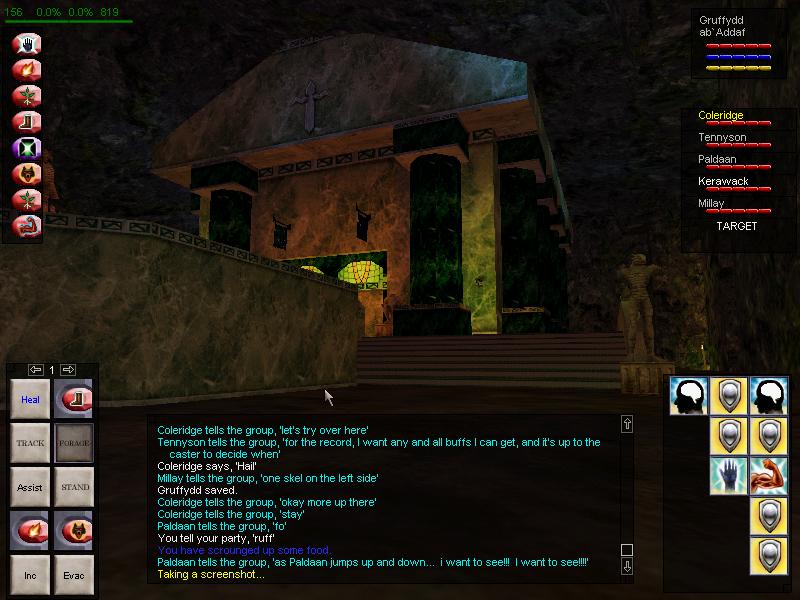 156 0.0% 0.0% 819
Gruffydd
ab`Addaf
Coleridge
Tennyson
Paldaan
Kerawack
Millay
TARGET
1
Heal
TRACK FORAGE
Assist STAND
Inc Evac
Coleridge tells the group, 'let's try over here'
Tennyson tells the group, 'for the record, I want any and all buffs I can get, and it's up to the
caster to decide when'
Coleridge says, 'Hail'
Millay tells the group, 'one skel on the left side'
Gruffydd saved.
Coleridge tells the group, 'okay more up there'
Coleridge tells the group, 'stay'
Paldaan tells the group, 'fo'
You tell your party, 'ruff'
You have scrounged up some food.
Paldaan tells the group, 'as Paldaan jumps up and down... i want to see!!! I want to see!!!!'
Taking a screenshot...